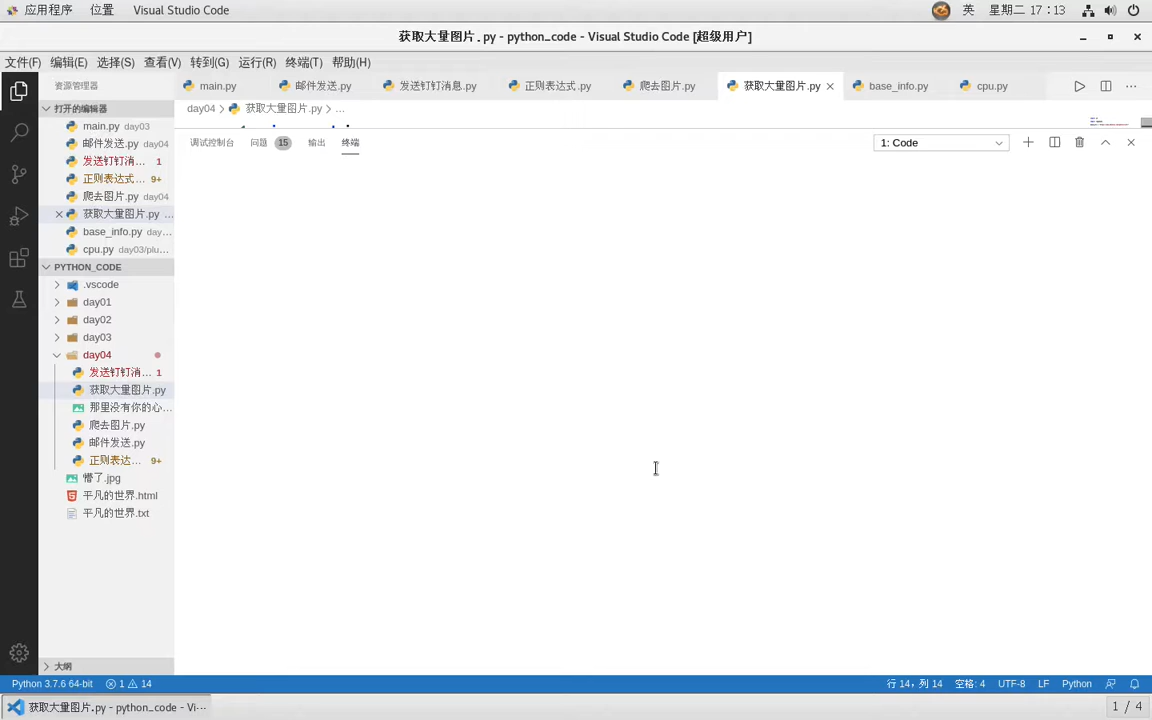 应用程序 位置 Visual Studio Code 英 星期二 17:13
获取大量图片.py - python_code - Visual Studio Code [超级用户]
文件(F) 编辑(E) 选择(S) 查看(V) 转到(G) 运行(R) 终端(T) 帮助(H)
资源管理器 main.py 邮件发送.py 发送钉钉消息.py 正则表达式.py 爬去图片.py 获取大量图片.py base_info.py cpu.py
打开的编辑器 day04 获取大量图片.py ...
main.py day03
邮件发送.py day04 调试控制台 问题 15 输出 终端 1: Code
发送钉钉消... 1
正则表达式... 9+
爬去图片.py day04
获取大量图片.py ...
base_info.py day...
cpu.py day03/plu...
PYTHON_CODE
.vscode
day01
day02
day03
day04
发送钉钉消... 1
获取大量图片.py
那里没有你的心...
爬去图片.py
邮件发送.py
正则表达... 9+
懵了.jpg
平凡的世界.html
平凡的世界.txt
大纲
Python 3.7.6 64-bit 1 14 行 14, 列 14 空格: 4 UTF-8 LF Python
获取大量图片.py - python_code - Vi... 1 / 4